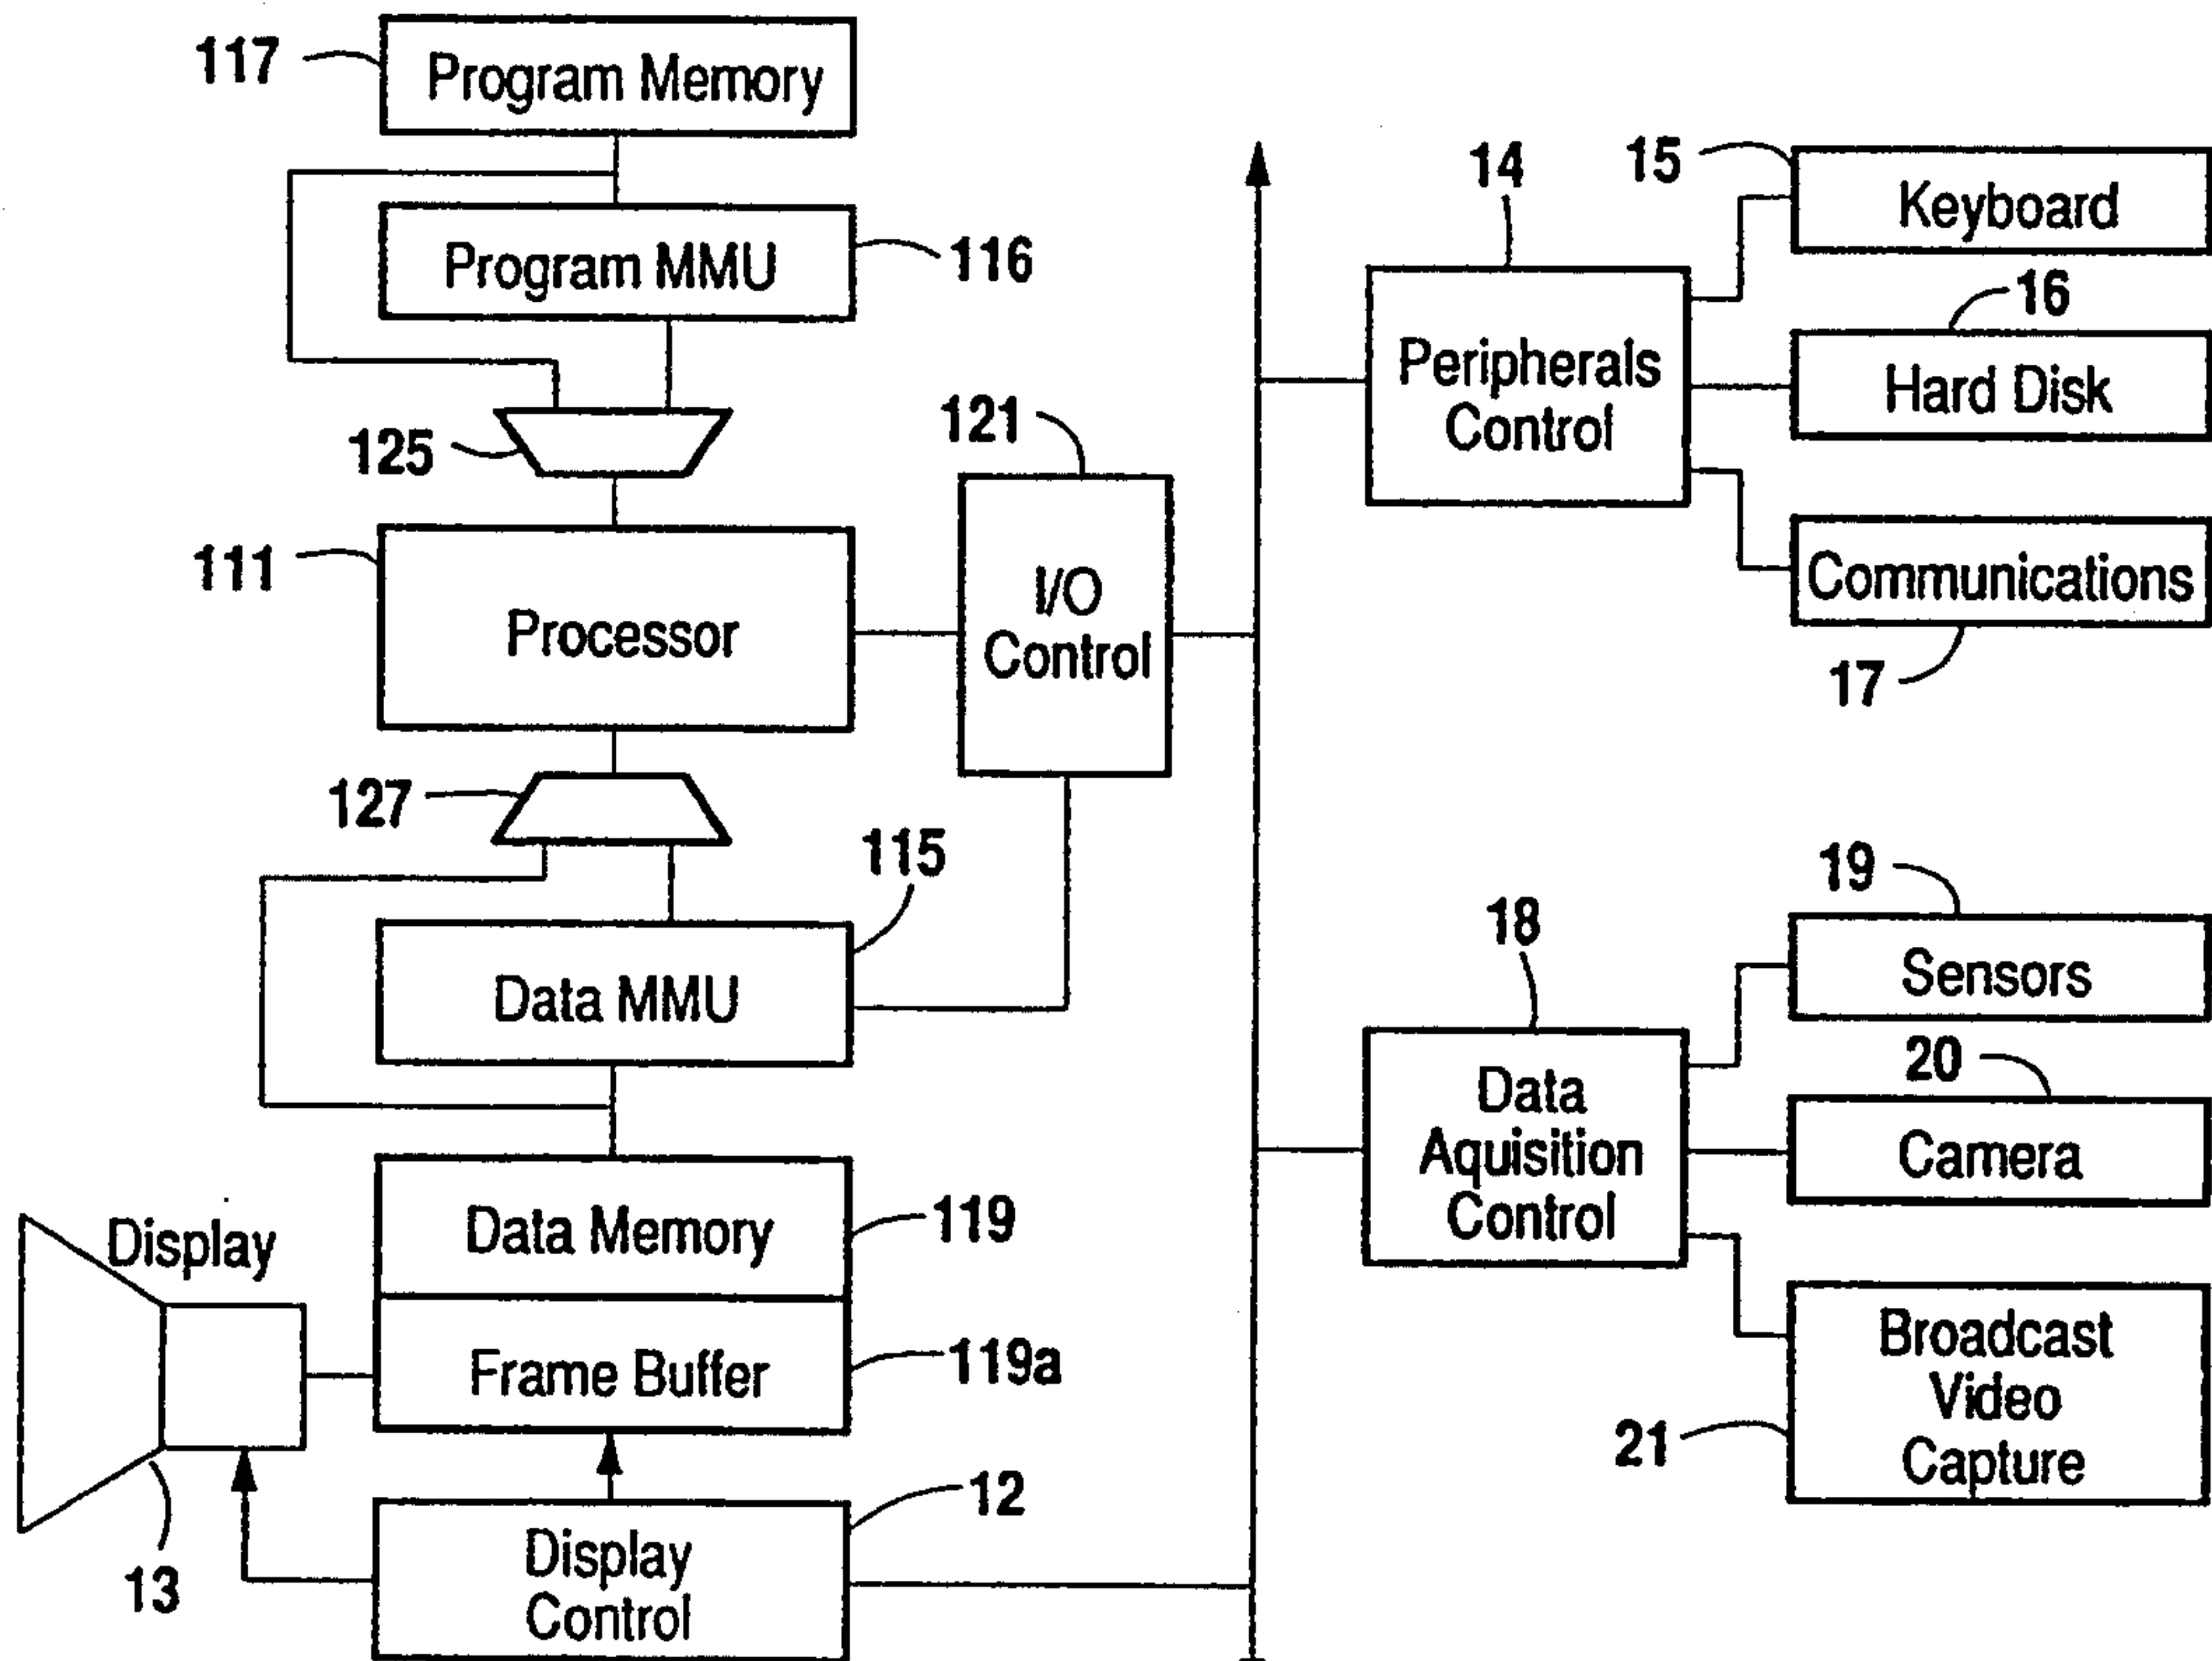 117
Program Memory
Program MMU
116
125
111
Processor
121
I/O
Control
127
115
Data MMU
Data Memory
119
Frame Buffer
119a
Display
13
12
Display
Control
14
Peripherals
Control
15
Keyboard
16
Hard Disk
Communications
17
18
Data
Aquisition
Control
19
Sensors
20
Camera
Broadcast
Video
Capture
21